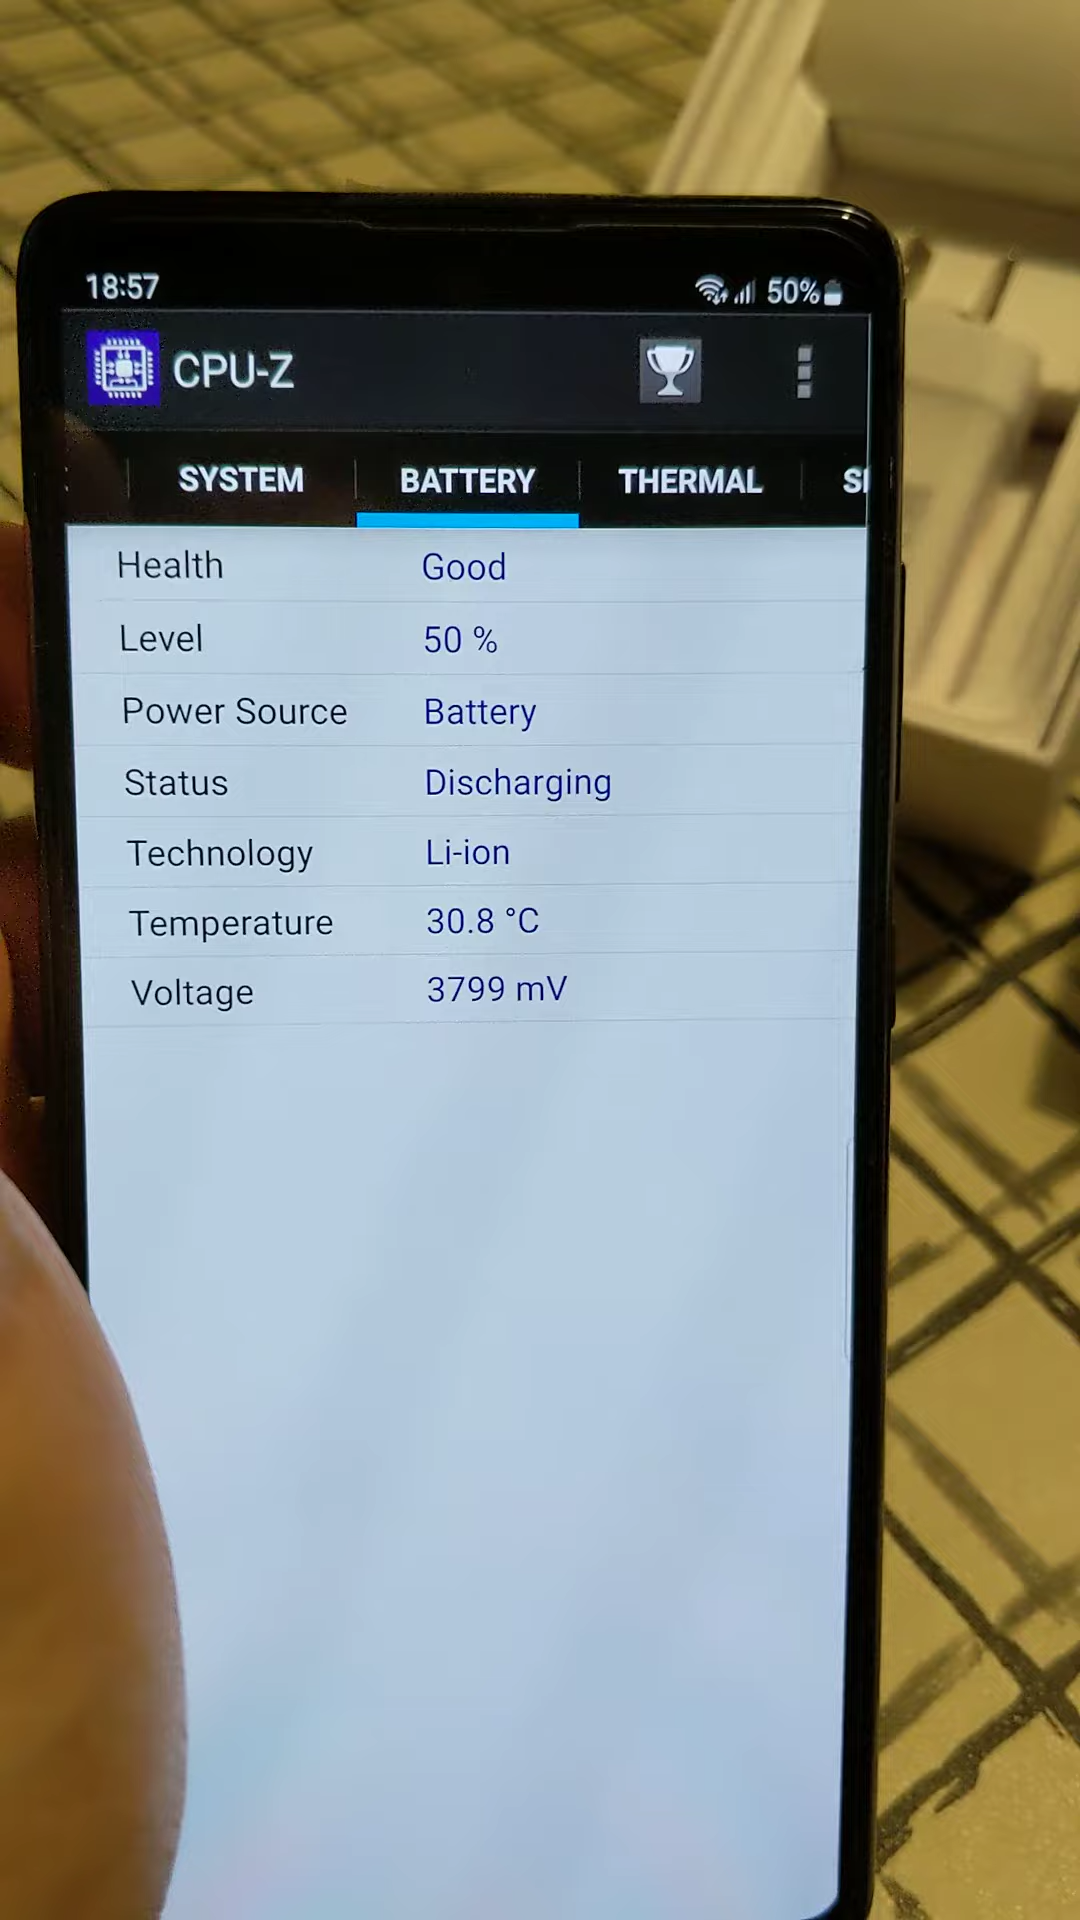 18:57 50%
CPU-Z
SYSTEM BATTERY THERMAL
Health Good
Level 50 %
Power Source Battery
Status Discharging
Technology Li-ion
Temperature 30.8 °C
Voltage 3799 mV